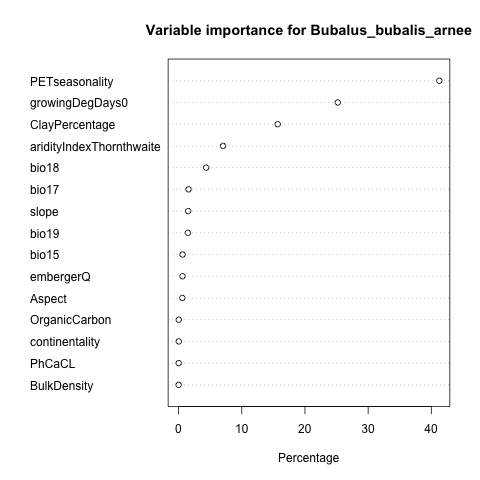 Variable importance for Bubalus_bubalis_arnee
PETseasonality
growingDegDays0
ClayPercentage
aridityIndexThornthwaite
bio18
bio17
slope
bio19
bio15
embergerQ
Aspect
OrganicCarbon
continentality
PhCaCL
BulkDensity
0 10 20 30 40
Percentage